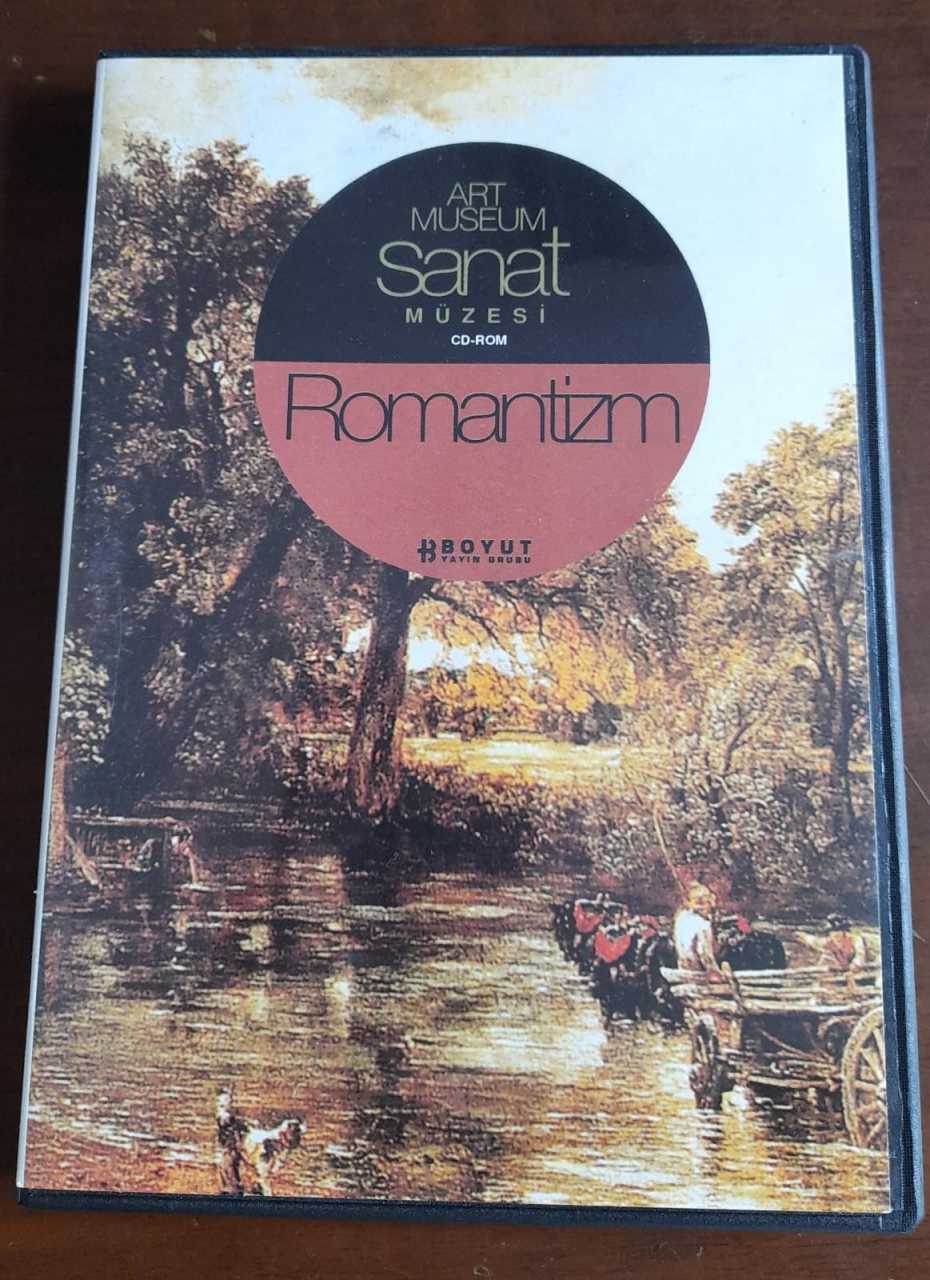 ART
MUSEUM
sanat
MÜZESİ
CD-ROM
Romantizm
BOYUT
YAYIN GRUBU